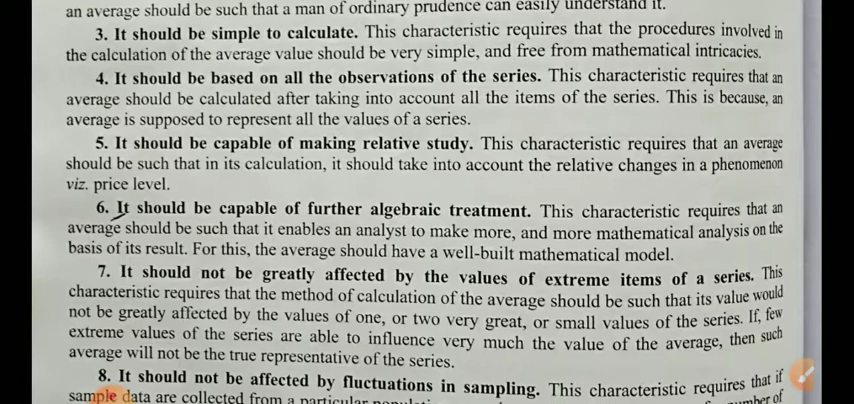 an average should be such that a man of ordinary prudence can easily understand it.
3. It should be simple to calculate. This characteristic requires that the procedures involved in
the calculation of the average value should be very simple, and free from mathematical intricacies.
4. It should be based on all the observations of the series. This characteristic requires that an
average should be calculated after taking into account all the items of the series. This is because, an
average is supposed to represent all the values of a series.
5. It should be capable of making relative study. This characteristic requires that an average
should be such that in its calculation, it should take into account the relative changes in a phenomenon
viz. price level.
6. It should be capable of further algebraic treatment. This characteristic requires that an
average should be such that it enables an analyst to make more, and more mathematical analysis on the
basis of its result. For this, the average should have a well-built mathematical model.
7. It should not be greatly affected by the values of extreme items of a series. This
characteristic requires that the method of calculation of the average should be such that its value would
not be greatly affected by the values of one, or two very great, or small values of the series. If, few
extreme values of the series are able to influence very much the value of the average, then such
average will not be the true representative of the series.
8. It should not be affected by fluctuations in sampling. This characteristic requires that if
sample data are collected from a particular number of